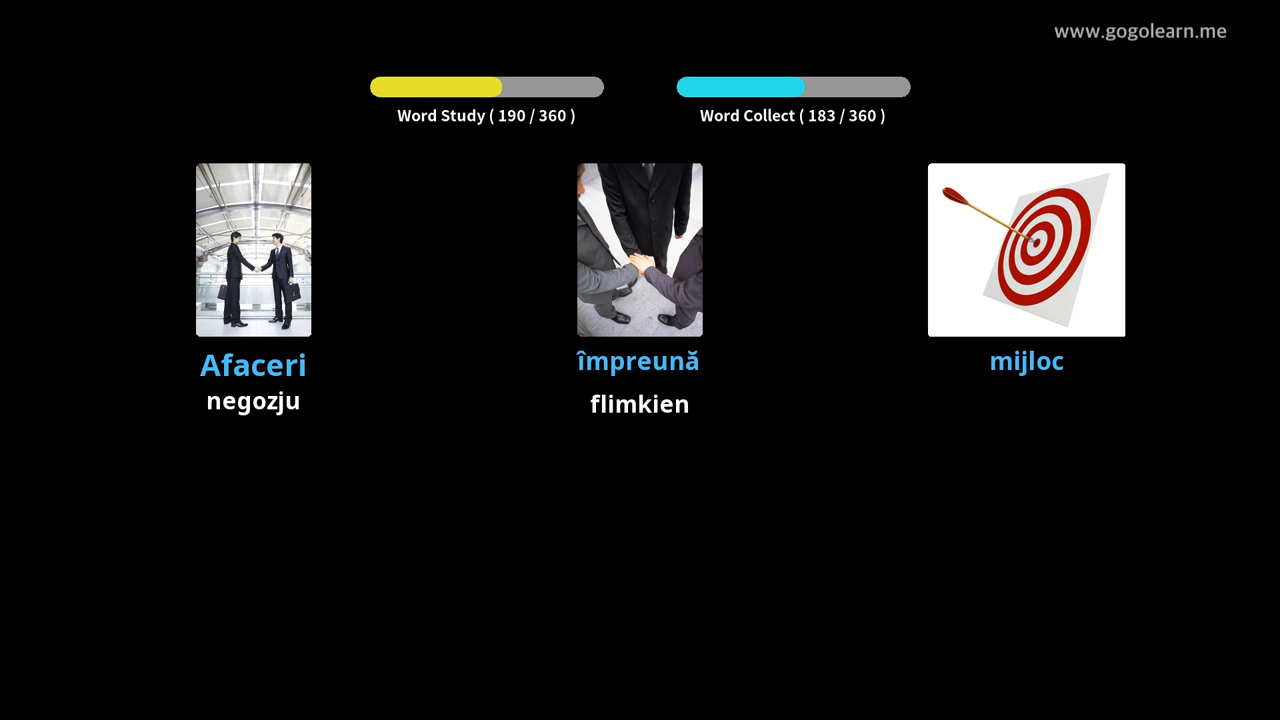 www.gogolearn.me
Word Study ( 190 / 360 )
Word Collect ( 183 / 360 )
Afaceri
negozju
împreună
flimkien
mijloc